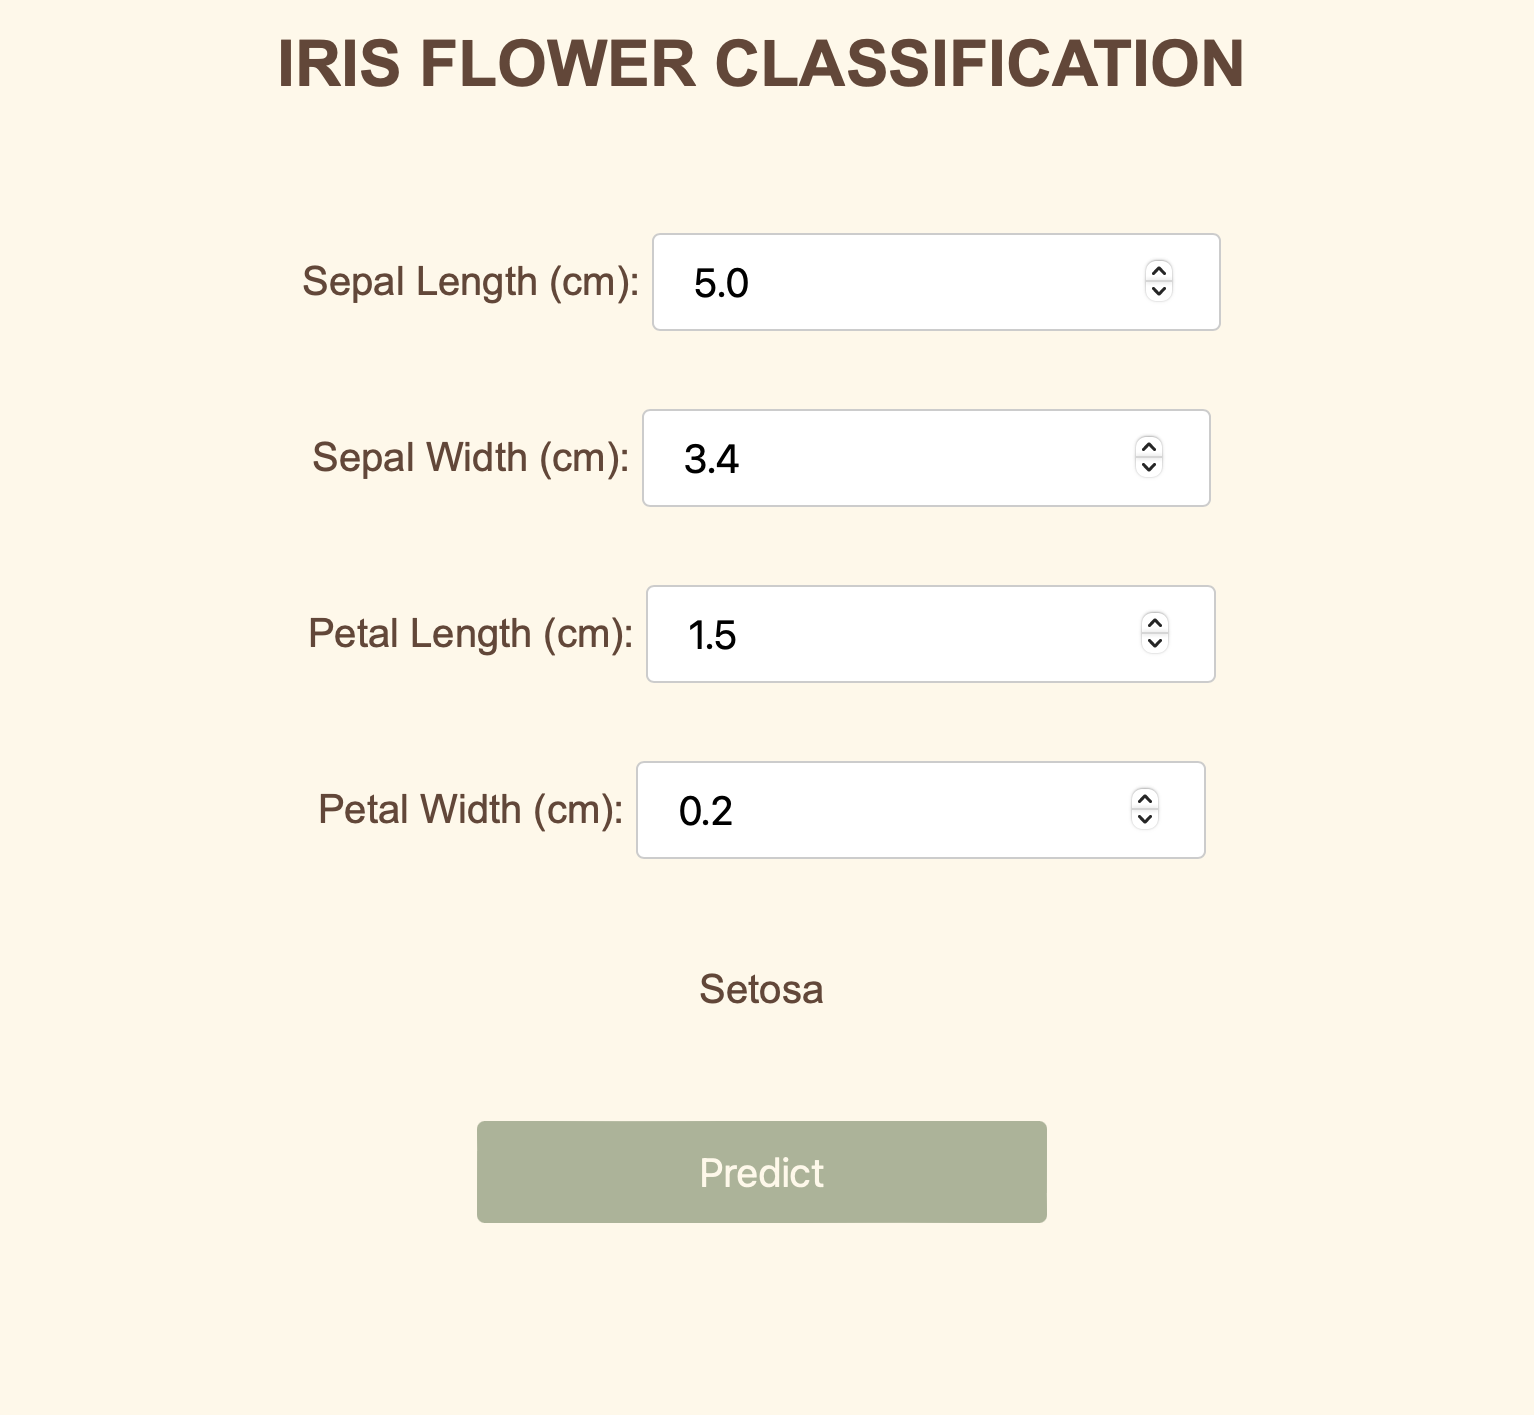 IRIS FLOWER CLASSIFICATION
Sepal Length (cm): 5.0
Sepal Width (cm): 3.4
Petal Length (cm): 1.5
Petal Width (cm): 0.2
Setosa
Predict